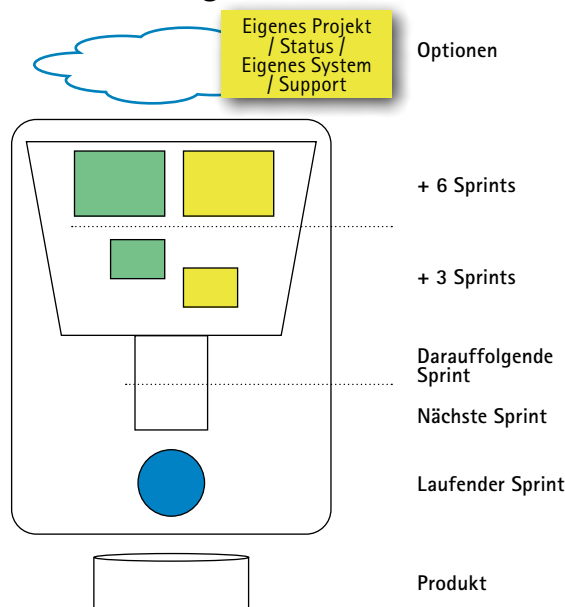 Eigenes Projekt
/ Status /
Eigenes System
/ Support
Optionen
+ 6 Sprints
+ 3 Sprints
Darauffolgende
Sprint
Nächste Sprint
Laufender Sprint
Produkt